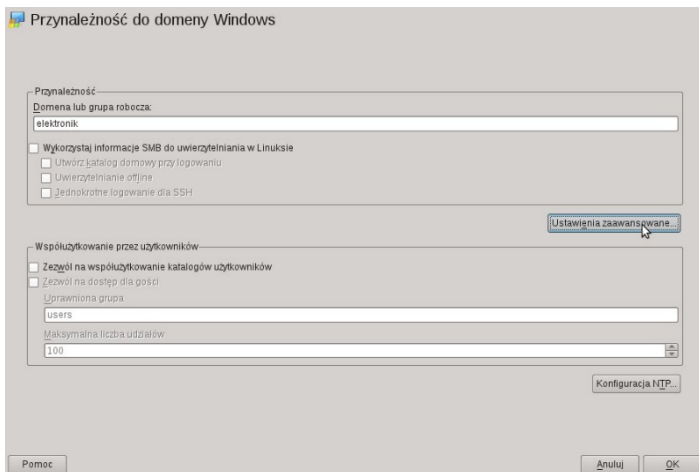 Przynależność do domeny Windows
Przynależność
Domena lub grupa robocza:
elektronik
Wykorzystaj informacje SMB do uwierzytelniania w Linuksie
Utwórz katalog domowy przy logowaniu
Uwierzytelnianie offline
Jednokrotne logowanie dla SSH
Ustawienia zaawansowane...
Współużytkowanie przez użytkowników
Zezwól na współużytkowanie katalogów użytkowników
Zezwól na dostęp dla gości
Uprawniona grupa
users
Maksymalna liczba udziałów
100
Konfiguracja NTP...
Pomoc
Anuluj
OK